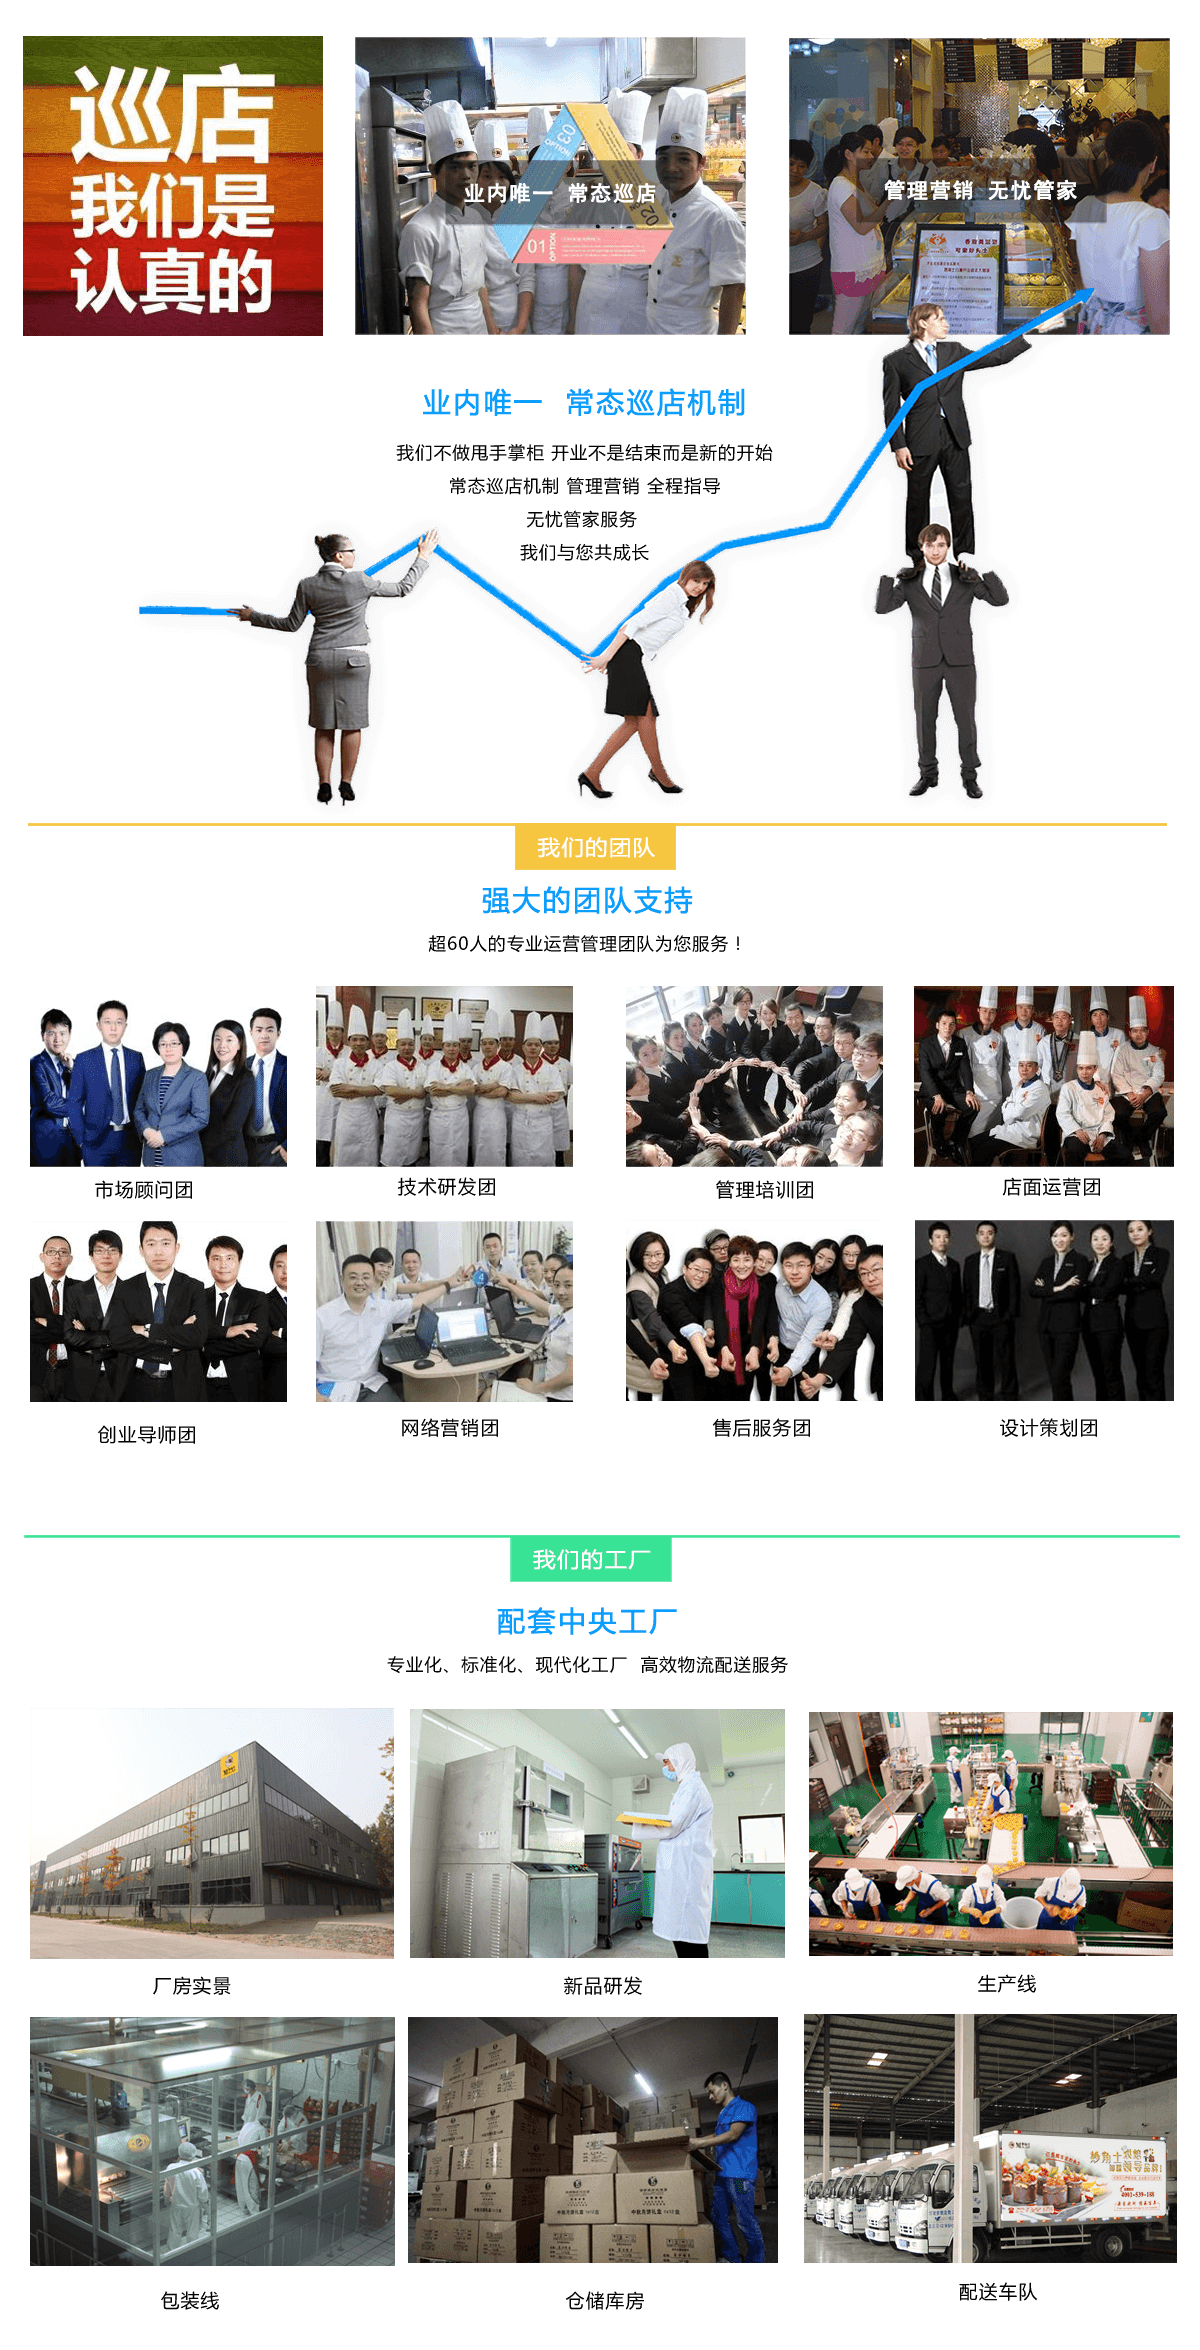 巡店
我们是
认真的
03
OPTION
02
01
OPTION
业内唯一 常态巡店
管理营销 无忧管家
业内唯一 常态巡店机制
我们不做甩手掌柜 开业不是结束而是新的开始
常态巡店机制 管理营销 全程指导
无忧管家服务
我们与您共成长
我们的团队
强大的团队支持
超60人的专业运营管理团队为您服务！
市场顾问团
技术研发团
管理培训团
店面运营团
创业导师团
网络营销团
售后服务团
设计策划团
我们的工厂
配套中央工厂
专业化、标准化、现代化工厂 高效物流配送服务
厂房实景
新品研发
生产线
4001-539-188
包装线
仓储库房
配送车队